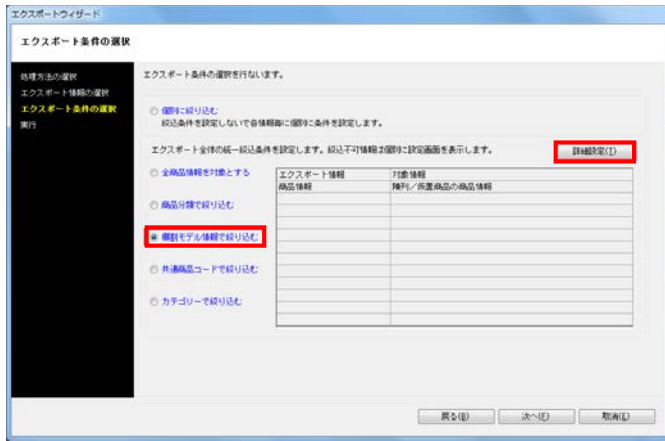 エクスポートウィザード
エクスポート条件の選択
処理方法の選択
エクスポート情報の選択
エクスポート条件の選択
実行
エクスポート条件の選択を行ないます。
個別に絞り込む
絞込条件を設定しないで各情報毎に個別に条件を設定します。
エクスポート全体の統一絞込条件を設定します。絞込不可情報は個別に設定画面を表示します。
詳細設定(T)
全商品情報を対象とする
商品分類で絞り込む
棚割モデル情報で絞り込む
共通商品コードで絞り込む
カテゴリーで絞り込む
エクスポート情報 対象情報
商品情報 陳列／仮置商品の商品情報
戻る(B) 次へ(F) 取消(E)